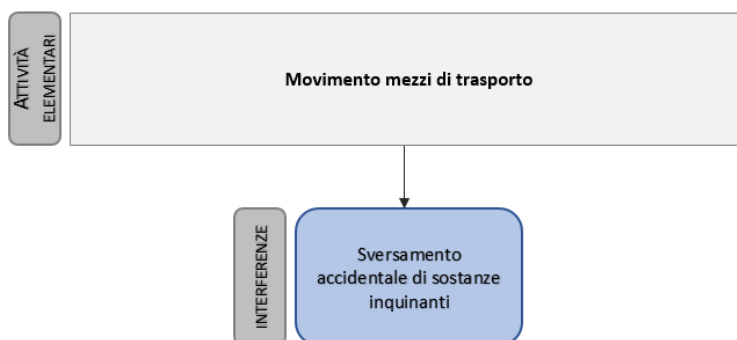 ATTIVITÀ
ELEMENTARI
Movimento mezzi di trasporto
INTERFERENZE
Sversamento
accidentale di sostanze
inquinanti